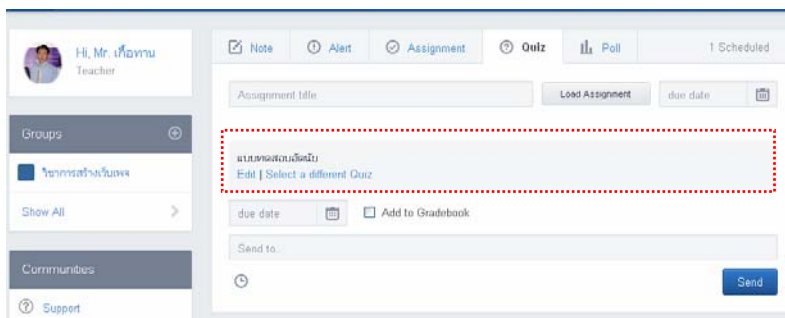 Hi, Mr. เกื้อทาน
Teacher
Groups
วิชาการสร้างเว็บเพจ
Show All
Communities
Support
Note
Alert
Assignment
Quiz
Poll
1 Scheduled
Assignment title
Load Assignment
due date
แบบทดสอบอัตนัย
Edit | Select a different Quiz
due date
Add to Gradebook
Send to...
Send